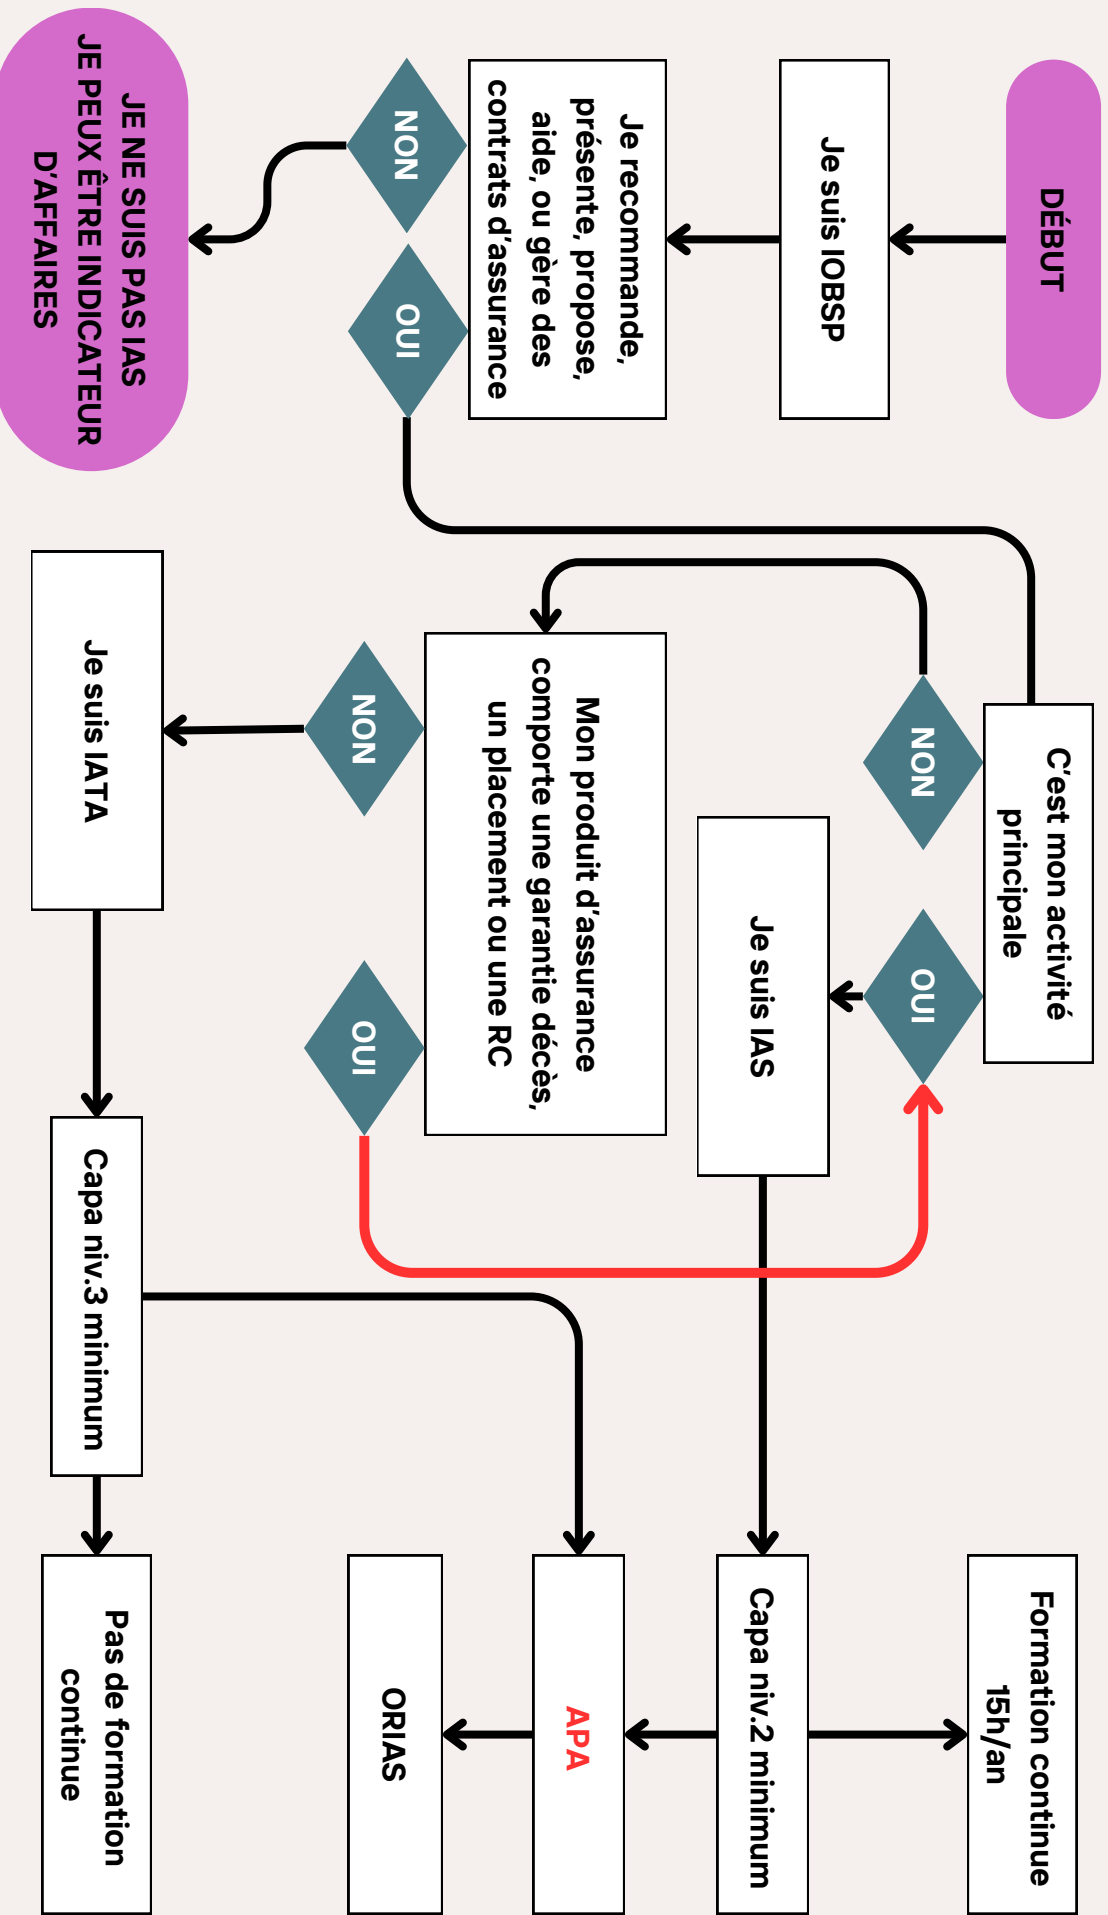 DÉBUT
Je suis IOBSP
Je recommande,
présente, propose,
aide, ou gère des
contrats d'assurance
NON
OUI
JE NE SUIS PAS IAS
JE PEUX ÊTRE INDICATEUR
D'AFFAIRES
C'est mon activité
principale
NON
OUI
Je suis IAS
Mon produit d'assurance
comporte une garantie décès,
un placement ou une RC
NON
OUI
Je suis IATA
Capa niv.3 minimum
Formation continue
15h/an
Capa niv.2 minimum
APA
ORIAS
Pas de formation
continue